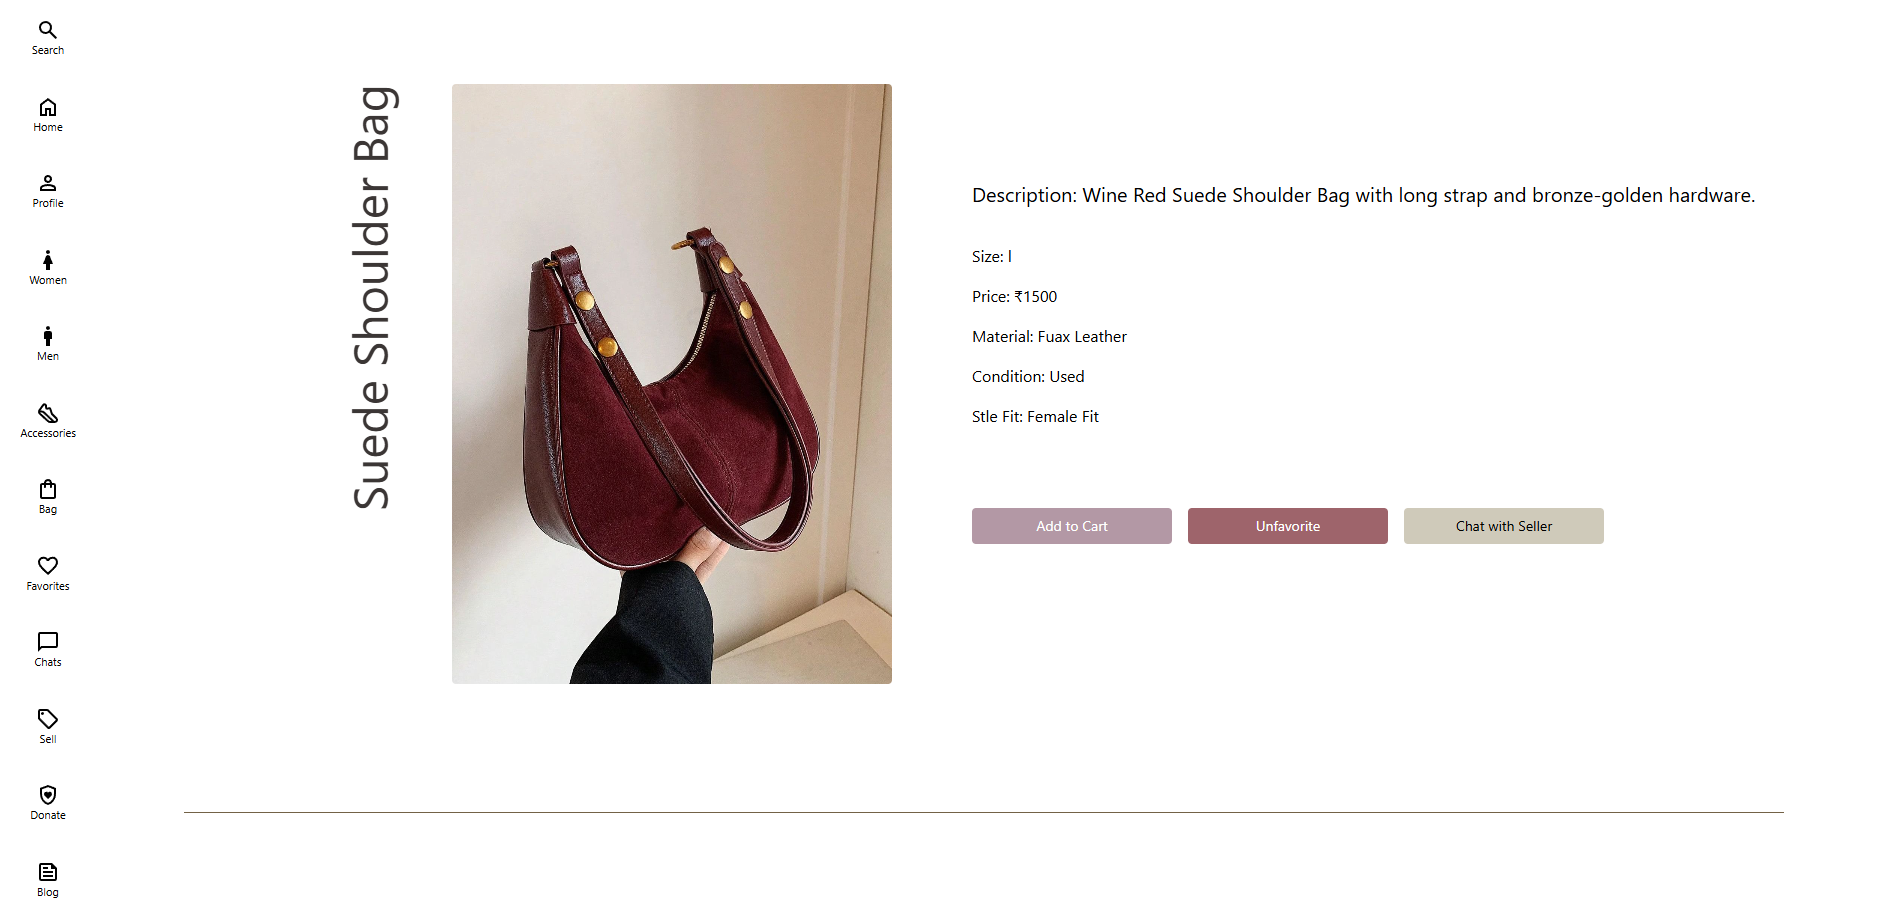 Search
Home
Profile
Women
Men
Accessories
Bag
Favorites
Chats
Sell
Donate
Blog
Suede Shoulder Bag
Description: Wine Red Suede Shoulder Bag with long strap and bronze-golden hardware.
Size: l
Price: ₹1500
Material: Fuax Leather
Condition: Used
Stle Fit: Female Fit
Add to Cart
Unfavorite
Chat with Seller